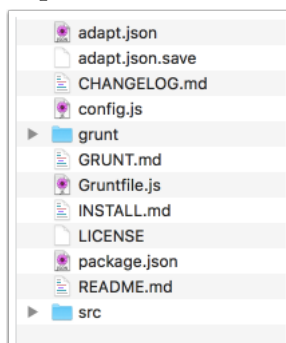 adapt.json
adapt.json.save
CHANGELOG.md
config.js
grunt
GRUNT.md
Gruntfile.js
INSTALL.md
LICENSE
package.json
README.md
src